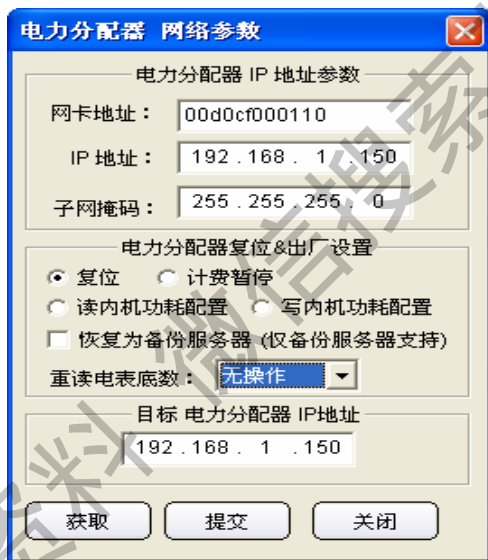 电力分配器 网络参数
电力分配器 IP 地址参数
网卡地址： 00d0cf000110
IP 地址： 192 . 168 . 1 . 150
子网掩码： 255 . 255 . 255 . 0
电力分配器复位&出厂设置
复位 计费暂停
读内机功耗配置 写内机功耗配置
恢复为备份服务器 (仅备份服务器支持)
重读电表底数： 无操作
目标 电力分配器 IP地址
192 . 168 . 1 . 150
获取 提交 关闭
资料 微信搜索